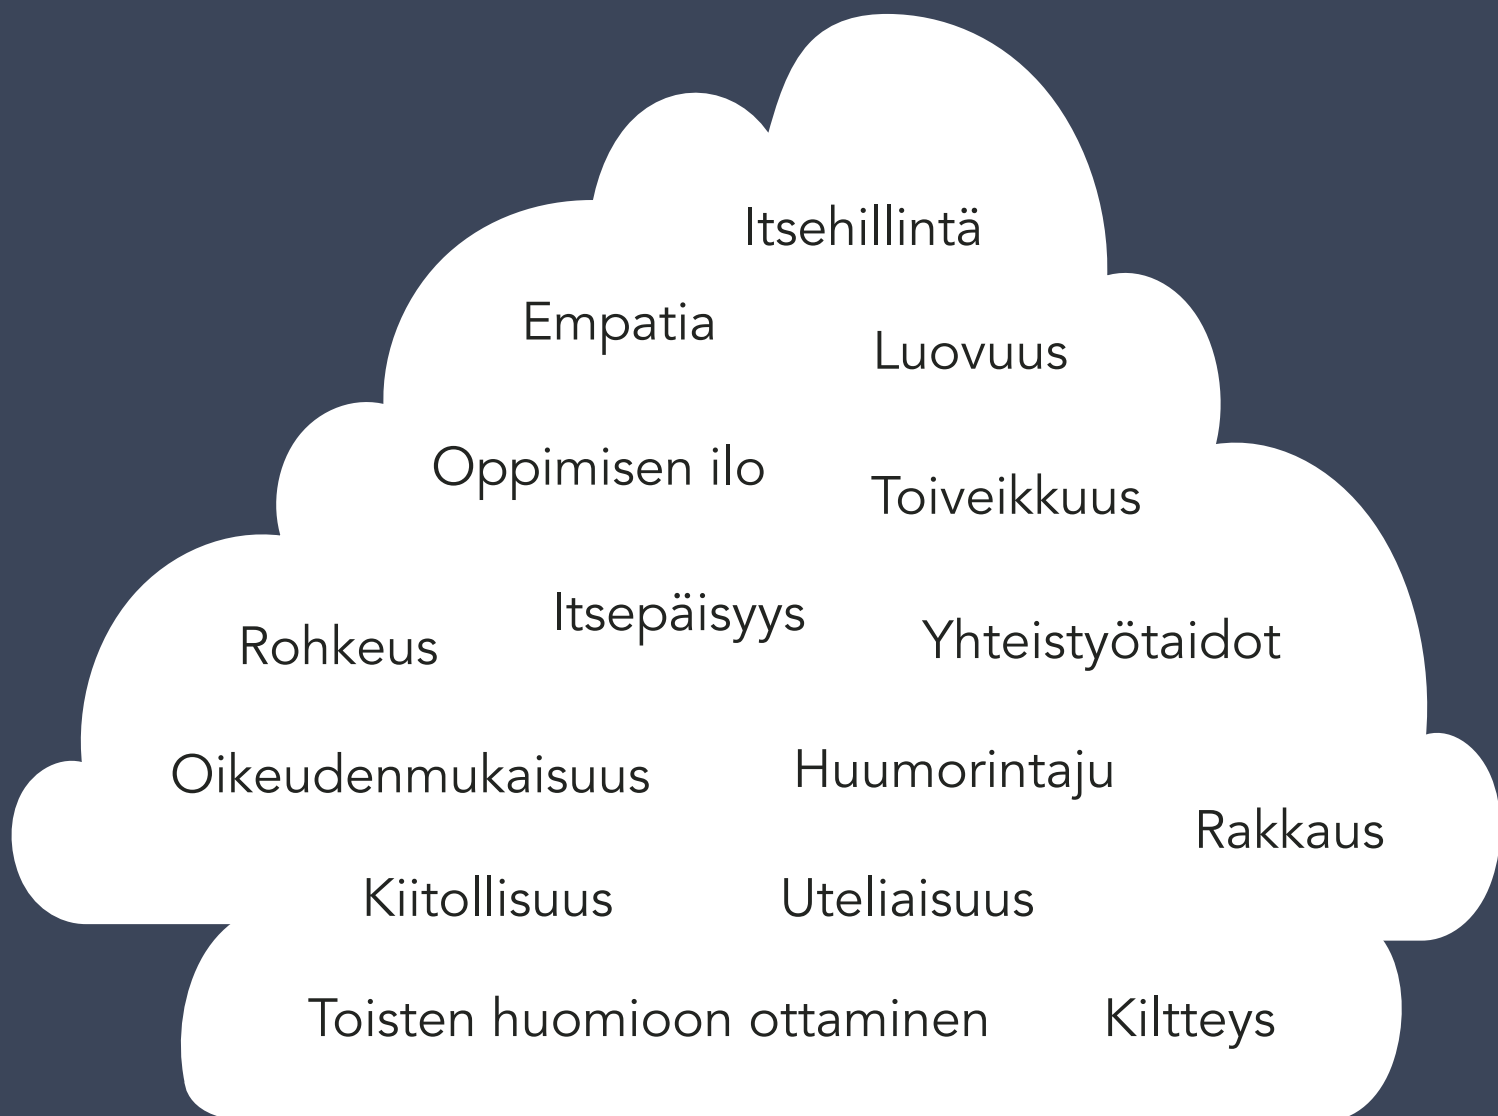 Itsehillintä
Empatia
Luovuus
Oppimisen ilo
Toiveikkuus
Itsepäisyys
Rohkeus
Yhteistyötaidot
Oikeudenmukaisuus
Huumorintaju
Rakkaus
Kiitollisuus
Uteliaisuus
Toisten huomioon ottaminen
Kiltteys